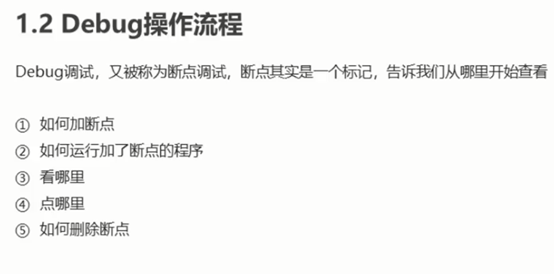 1.2 Debug操作流程
Debug调试，又被称为断点调试，断点其实是一个标记，告诉我们从哪里开始查看
① 如何加断点
② 如何运行加了断点的程序
③ 看哪里
④ 点哪里
⑤ 如何删除断点